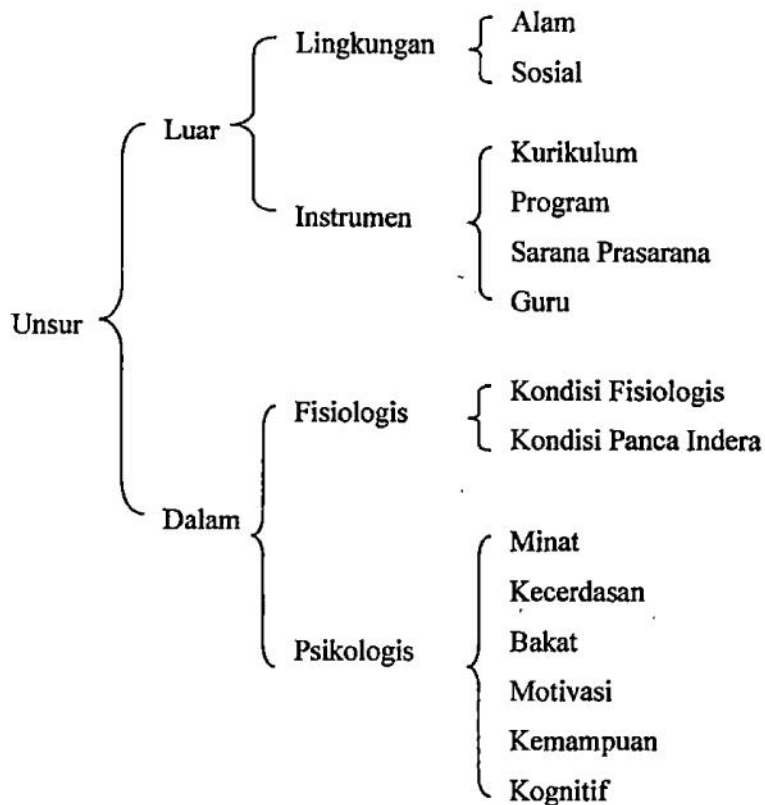 Unsur
Luar
Lingkungan
Alam
Sosial
Instrumen
Kurikulum
Program
Sarana Prasarana
Guru
Dalam
Fisiologis
Kondisi Fisiologis
Kondisi Panca Indera
Psikologis
Minat
Kecerdasan
Bakat
Motivasi
Kemampuan
Kognitif